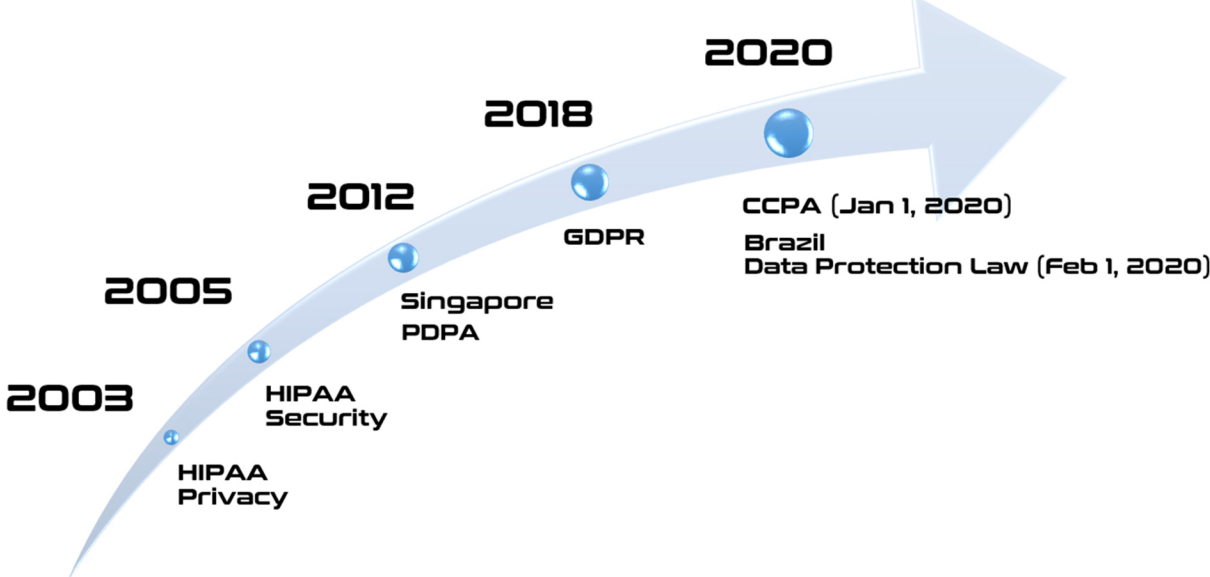 2003
HIPAA
Privacy
2005
HIPAA
Security
2012
Singapore
PDPA
2018
GDPR
2020
CCPA (Jan 1, 2020)
Brazil
Data Protection Law (Feb 1, 2020)